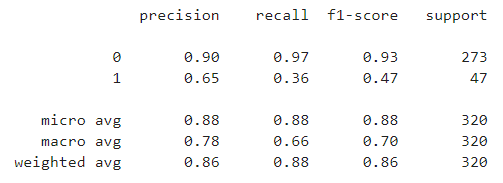 precision recall f1-score support
0 0.90 0.97 0.93 273
1 0.65 0.36 0.47 47
micro avg 0.88 0.88 0.88 320
macro avg 0.78 0.66 0.70 320
weighted avg 0.86 0.88 0.86 320